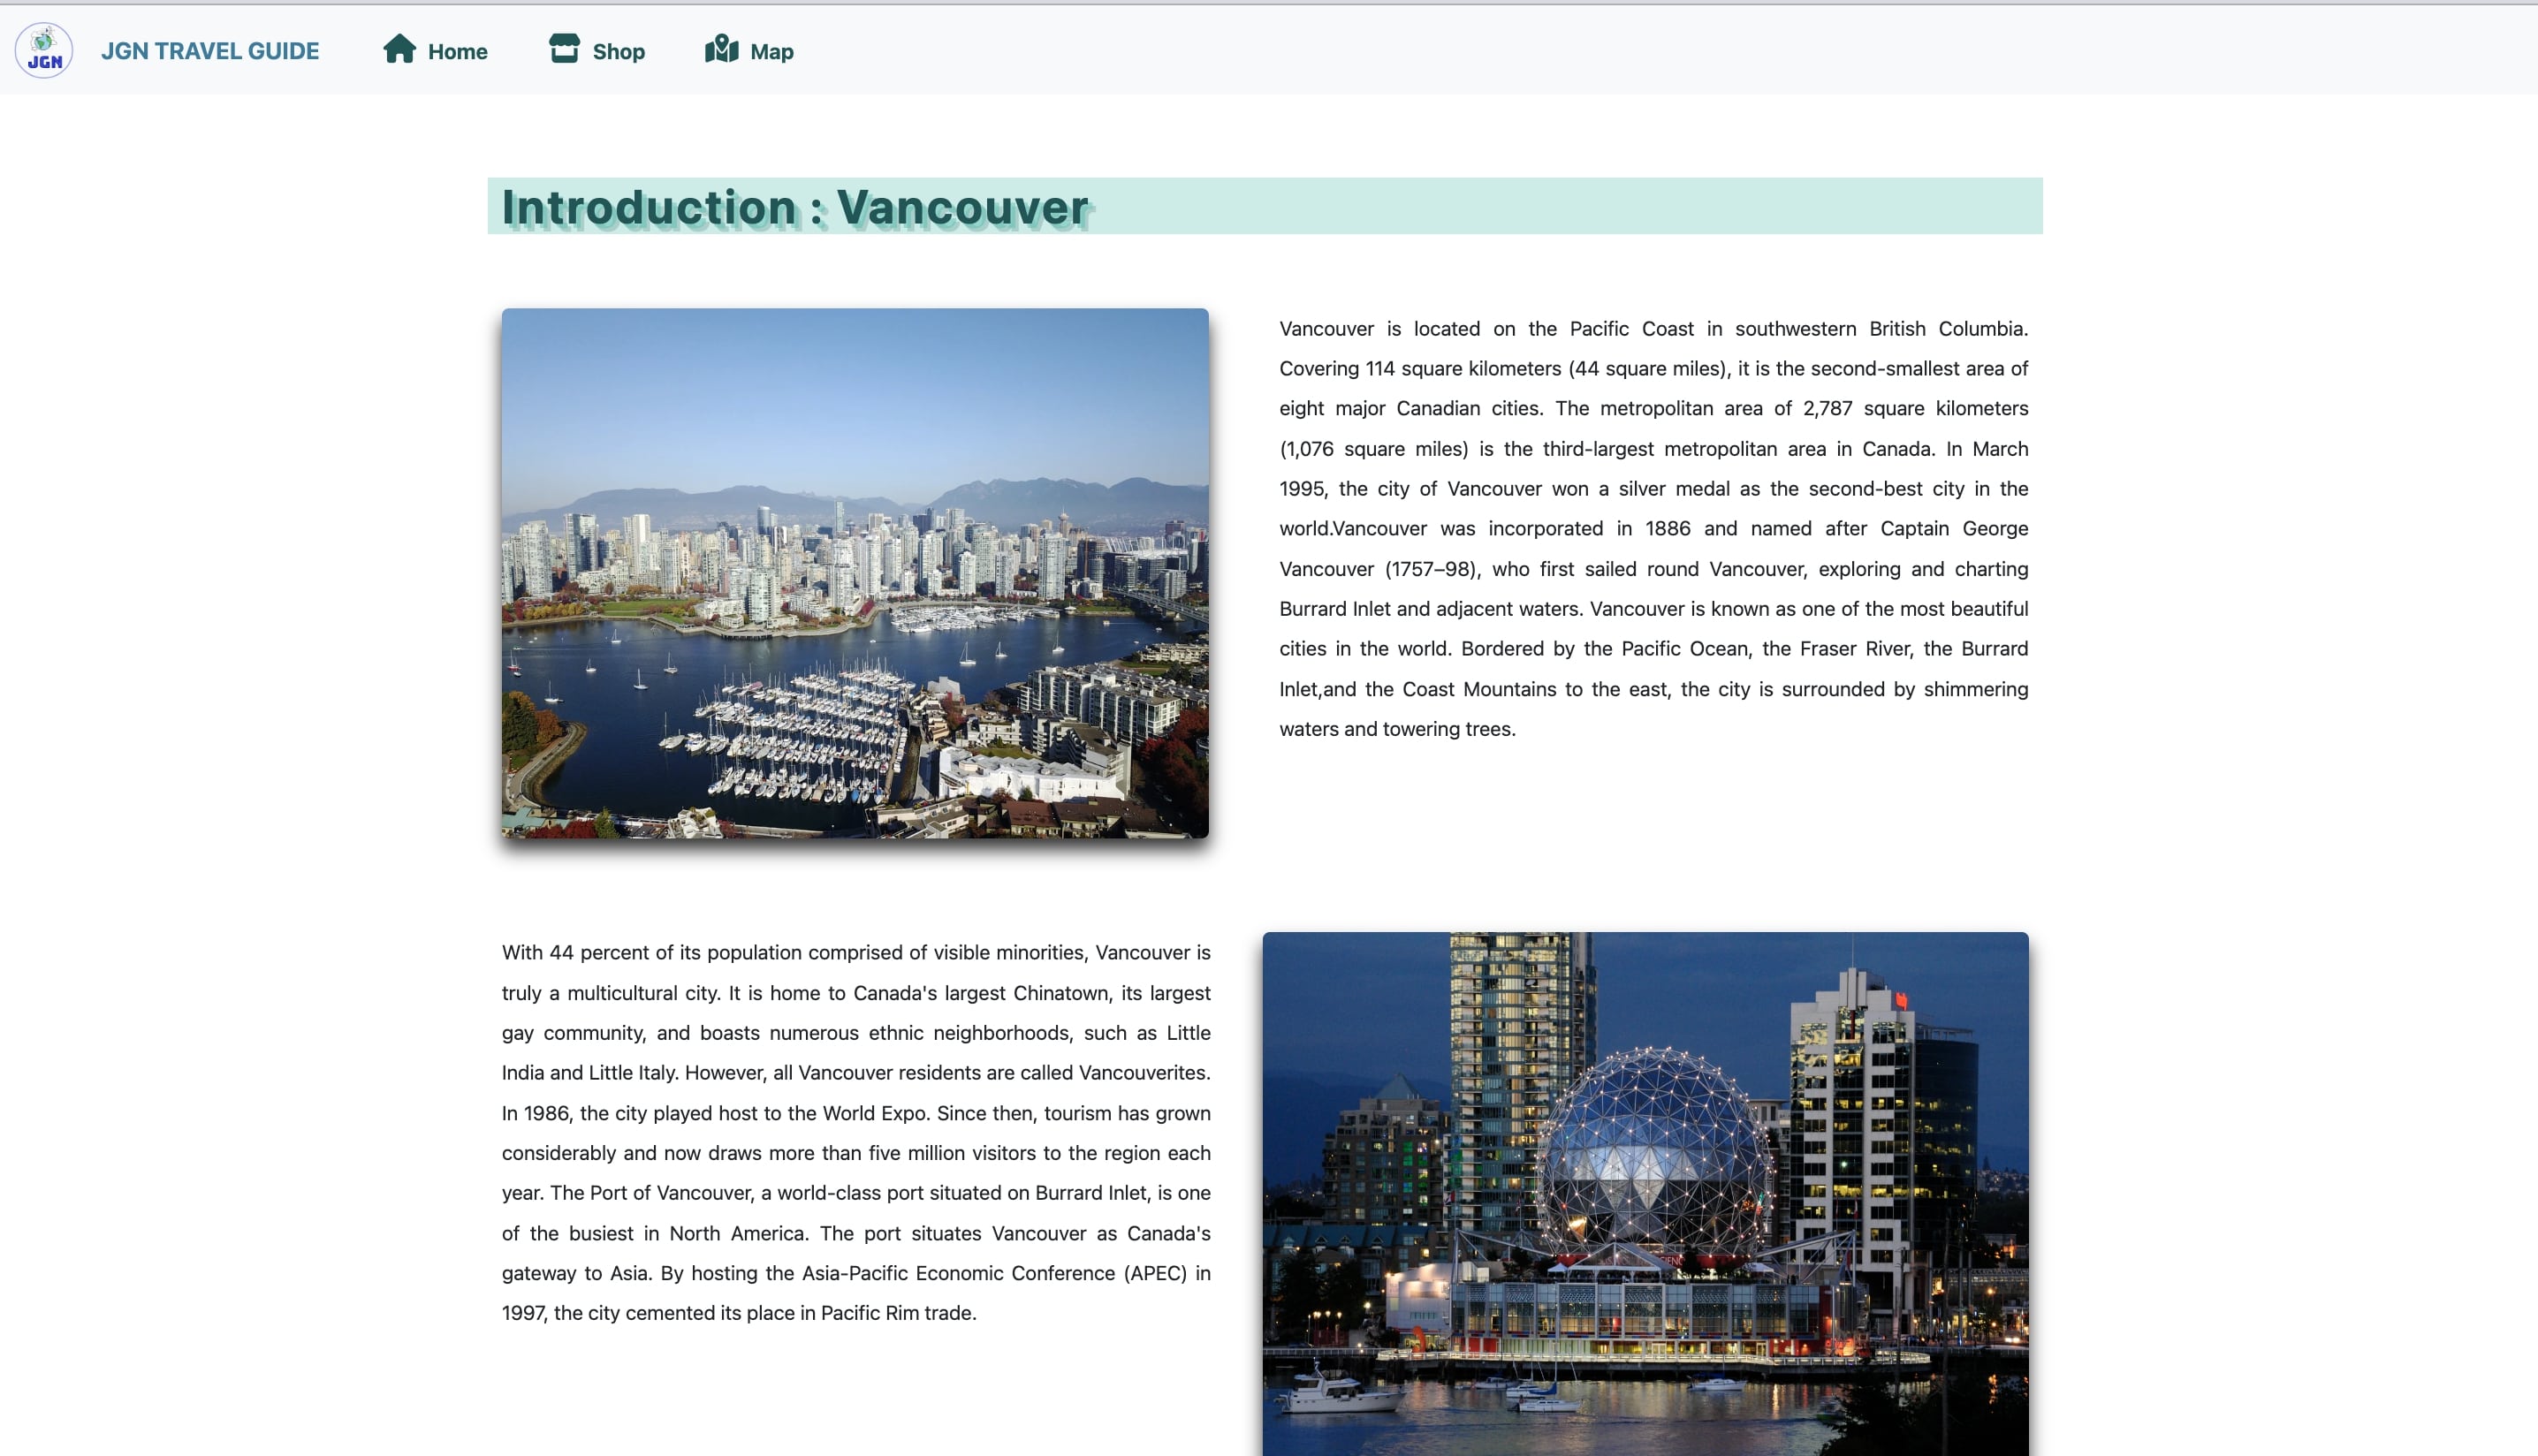 JGN
JGN TRAVEL GUIDE
Home
Shop
Map
Introduction : Vancouver
Vancouver is located on the Pacific Coast in southwestern British Columbia.
Covering 114 square kilometers (44 square miles), it is the second-smallest area of
eight major Canadian cities. The metropolitan area of 2,787 square kilometers
(1,076 square miles) is the third-largest metropolitan area in Canada. In March
1995, the city of Vancouver won a silver medal as the second-best city in the
world.Vancouver was incorporated in 1886 and named after Captain George
Vancouver (1757–98), who first sailed round Vancouver, exploring and charting
Burrard Inlet and adjacent waters. Vancouver is known as one of the most beautiful
cities in the world. Bordered by the Pacific Ocean, the Fraser River, the Burrard
Inlet,and the Coast Mountains to the east, the city is surrounded by shimmering
waters and towering trees.
With 44 percent of its population comprised of visible minorities, Vancouver is
truly a multicultural city. It is home to Canada's largest Chinatown, its largest
gay community, and boasts numerous ethnic neighborhoods, such as Little
India and Little Italy. However, all Vancouver residents are called Vancouverites.
In 1986, the city played host to the World Expo. Since then, tourism has grown
considerably and now draws more than five million visitors to the region each
year. The Port of Vancouver, a world-class port situated on Burrard Inlet, is one
of the busiest in North America. The port situates Vancouver as Canada's
gateway to Asia. By hosting the Asia-Pacific Economic Conference (APEC) in
1997, the city cemented its place in Pacific Rim trade.